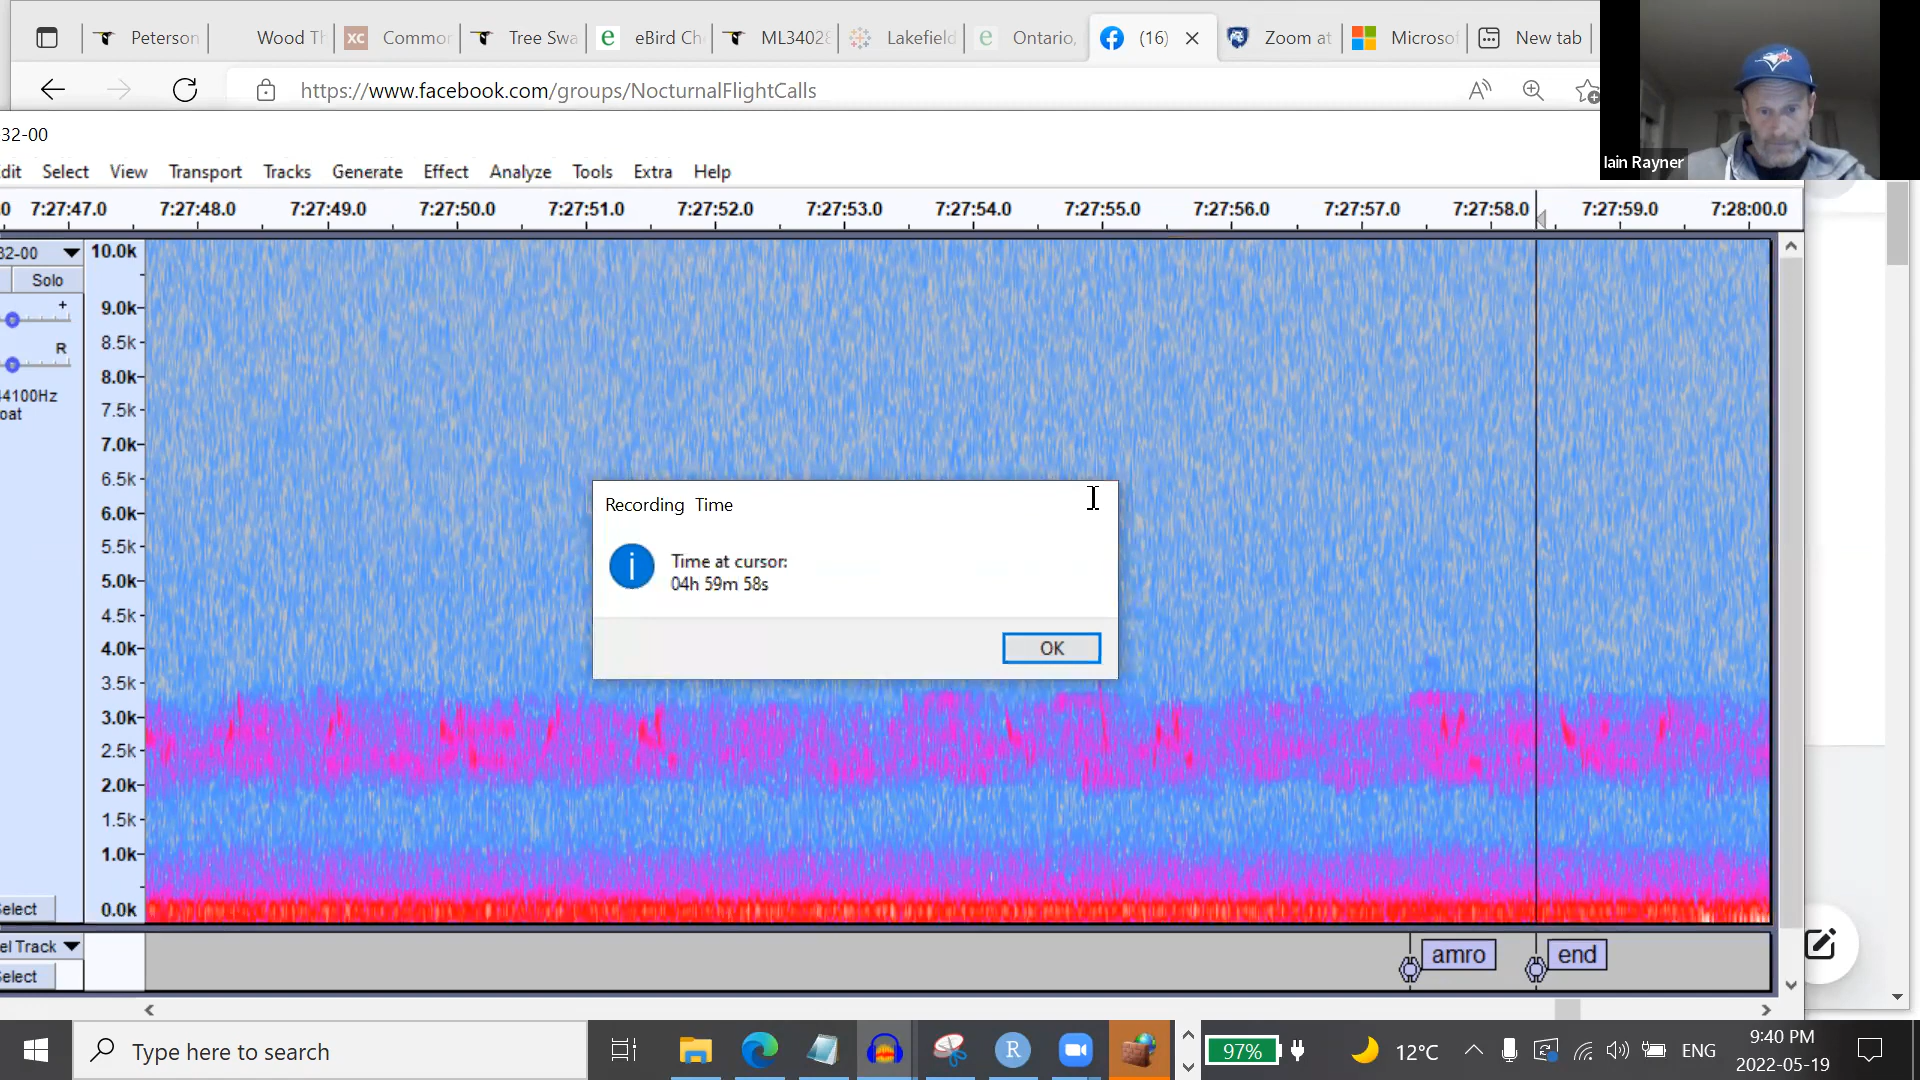 Peterson
Wood Th
XC Common
Tree Swa
e eBird Ch
ML34028
Lakefield
e Ontario,
(16)
Zoom at
Microsof
New tab
https://www.facebook.com/groups/NocturnalFlightCalls
Iain Rayner
32-00
dit Select View Transport Tracks Generate Effect Analyze Tools Extra Help
0 7:27:47.0 7:27:48.0 7:27:49.0 7:27:50.0 7:27:51.0 7:27:52.0 7:27:53.0 7:27:54.0 7:27:55.0 7:27:56.0 7:27:57.0 7:27:58.0 7:27:59.0 7:28:00.0
32-00
Solo
+
R
44100Hz
oat
10.0k
9.0k
8.5k
8.0k
7.5k
7.0k
6.5k
6.0k
5.5k
5.0k
4.5k
4.0k
3.5k
3.0k
2.5k
2.0k
1.5k
1.0k
0.0k
Recording Time
Time at cursor:
04h 59m 58s
OK
Select
el Track
Select
amro
end
Type here to search
R
97%
12°C
ENG
9:40 PM
2022-05-19